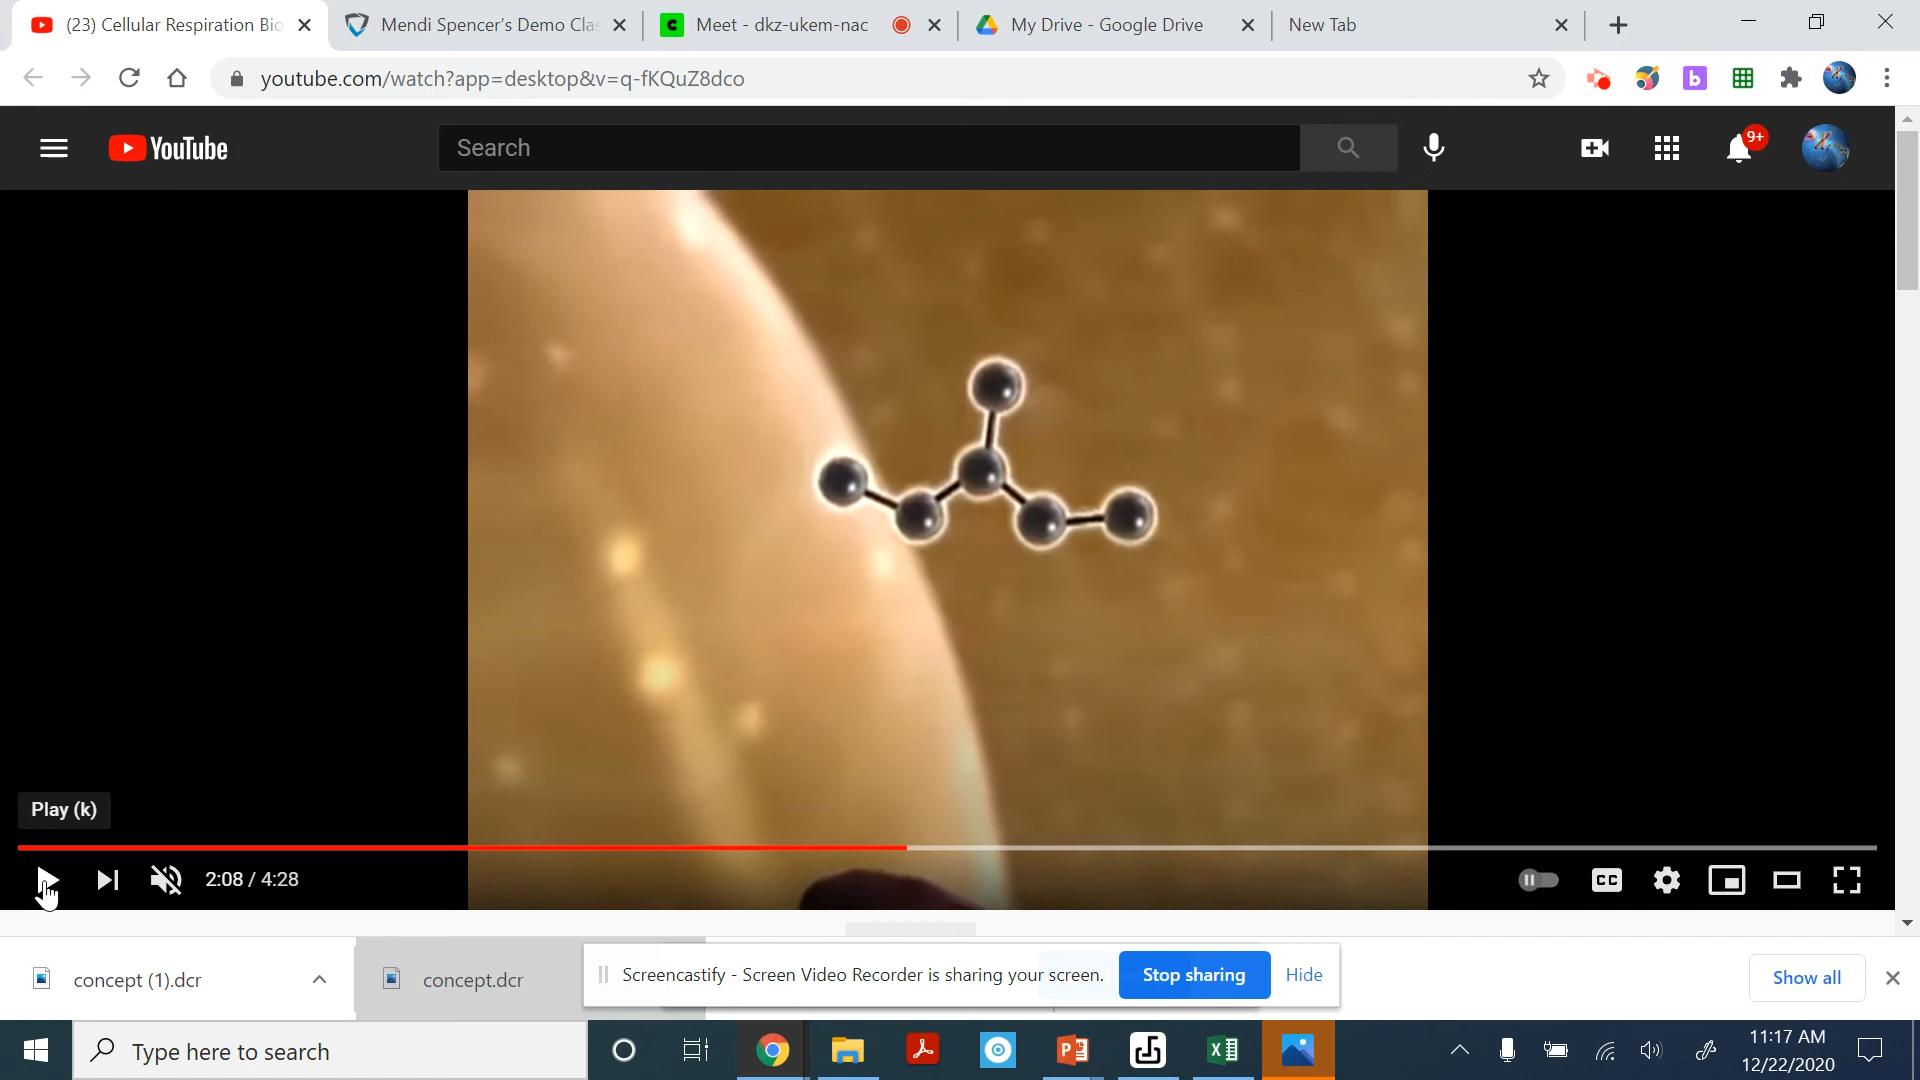 (23) Cellular Respiration Bio
Mendi Spencer's Demo Clas
Meet - dkz-ukem-nac
My Drive - Google Drive
New Tab
youtube.com/watch?app=desktop&v=q-fKQuZ8dco
b
YouTube
Search
9+
Play (k)
2:08 / 4:28
CC
concept (1).dcr
concept.dcr
Screencastify - Screen Video Recorder is sharing your screen.
Stop sharing
Hide
Show all
Type here to search
11:17 AM
12/22/2020